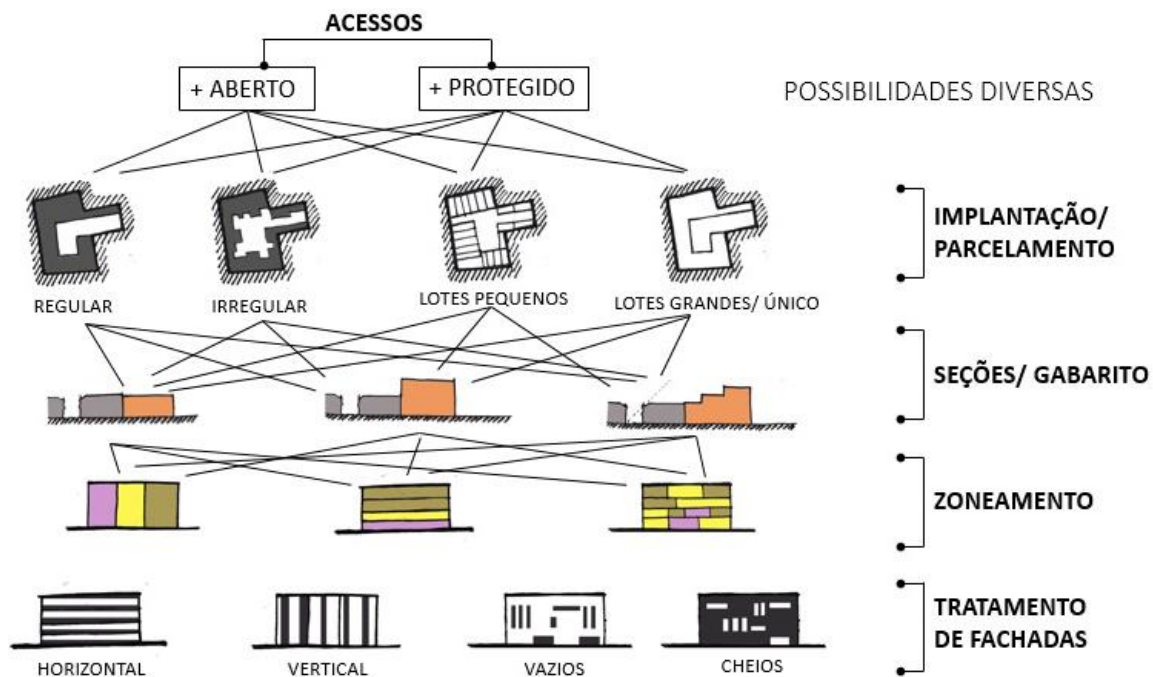 ACESSOS
+ ABERTO
+ PROTEGIDO
POSSIBILIDADES DIVERSAS
IMPLANTAÇÃO/
PARCELAMENTO
REGULAR
IRREGULAR
LOTES PEQUENOS
LOTES GRANDES/ ÚNICO
SEÇÕES/ GABARITO
ZONEAMENTO
TRATAMENTO
DE FACHADAS
HORIZONTAL
VERTICAL
VAZIOS
CHEIOS